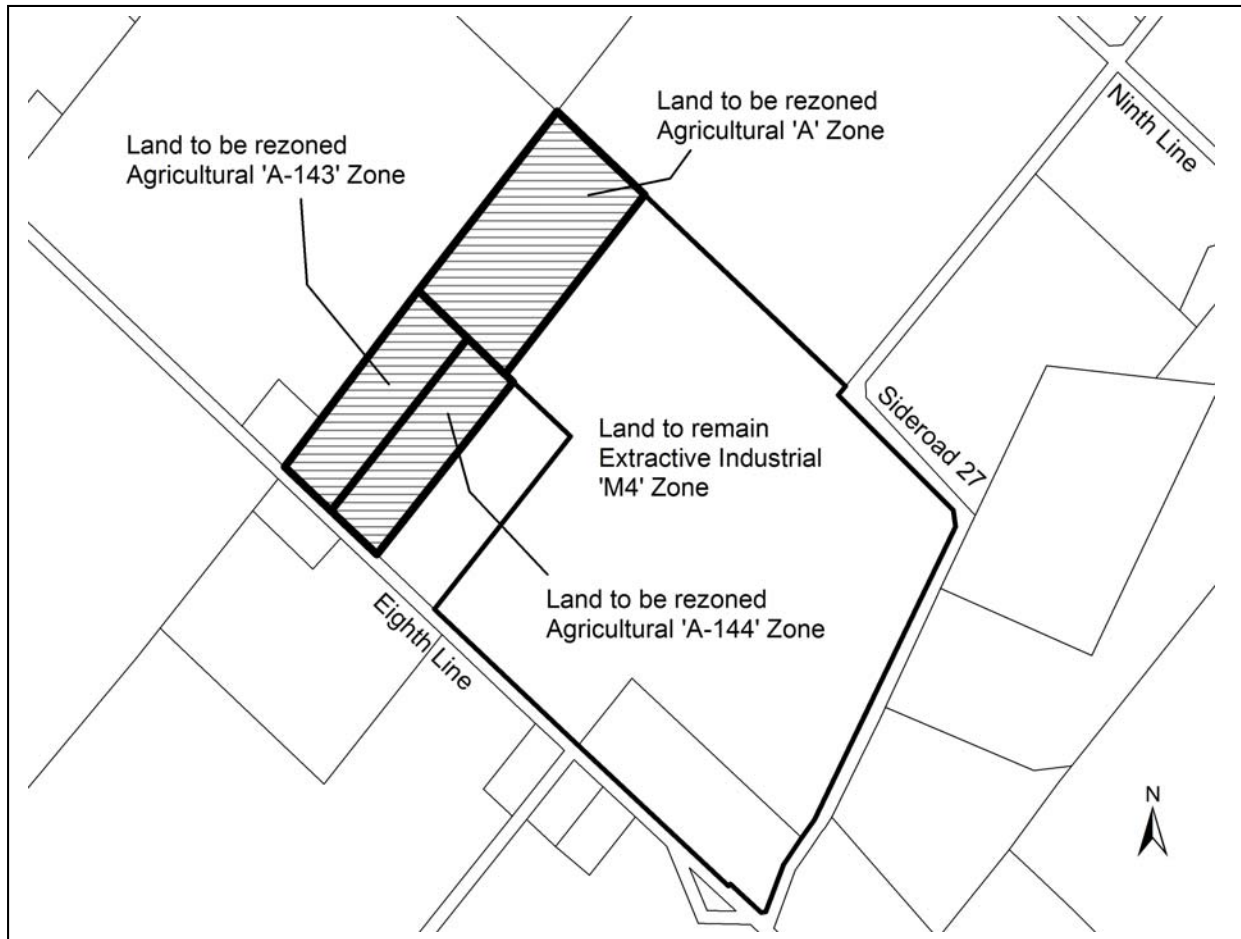 Land to be rezoned
Agricultural 'A' Zone
Ninth Line
Land to be rezoned
Agricultural 'A-143' Zone
Sideroad 27
Land to remain
Extractive Industrial
'M4' Zone
Land to be rezoned
Agricultural 'A-144' Zone
Eighth Line
N